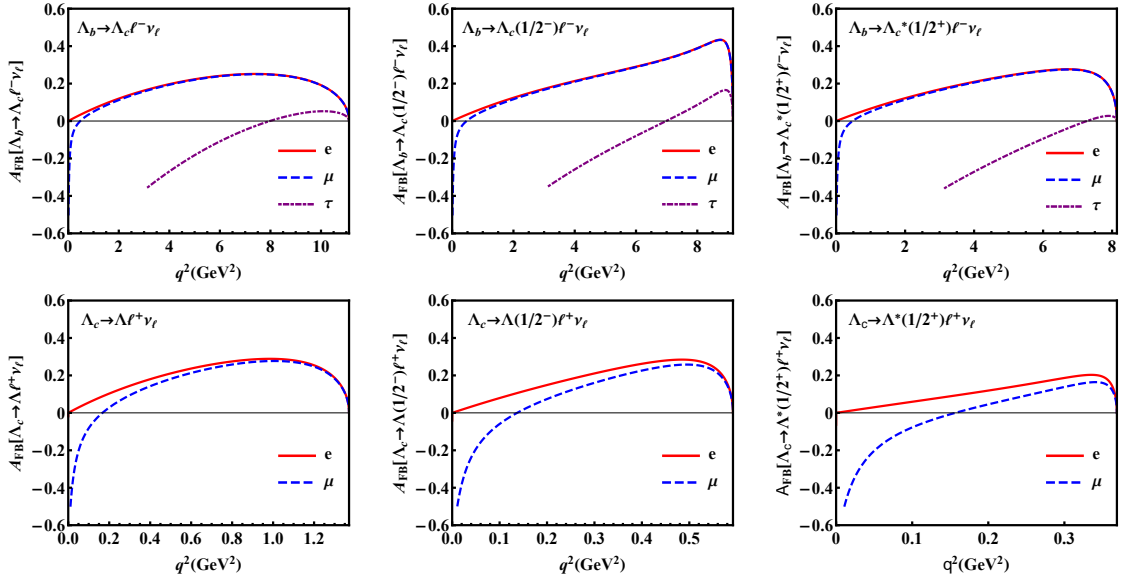 Λb→Λcℓ⁻νℓ
AFB[Λb→Λcℓ⁻νℓ]
0.6
0.4
0.2
0
−0.2
−0.4
−0.6
e
μ
τ
0 2 4 6 8 10
q²(GeV²)
Λb→Λc(1/2⁻)ℓ⁻νℓ
AFB[Λb→Λc(1/2⁻)ℓ⁻νℓ]
0.6
0.4
0.2
0
−0.2
−0.4
−0.6
e
μ
τ
0 2 4 6 8
q²(GeV²)
Λb→Λc*(1/2⁺)ℓ⁻νℓ
AFB[Λb→Λc*(1/2⁺)ℓ⁻νℓ]
0.6
0.4
0.2
0
−0.2
−0.4
−0.6
e
μ
τ
0 2 4 6 8
q²(GeV²)
Λc→Λℓ⁺νℓ
AFB[Λc→Λℓ⁺νℓ]
0.6
0.4
0.2
0
−0.2
−0.4
−0.6
e
μ
0.0 0.2 0.4 0.6 0.8 1.0 1.2
q²(GeV²)
Λc→Λ(1/2⁻)ℓ⁺νℓ
AFB[Λc→Λ(1/2⁻)ℓ⁺νℓ]
0.6
0.4
0.2
0
−0.2
−0.4
−0.6
e
μ
0.0 0.1 0.2 0.3 0.4 0.5
q²(GeV²)
Λc→Λ*(1/2⁺)ℓ⁺νℓ
AFB[Λc→Λ*(1/2⁺)ℓ⁺νℓ]
0.6
0.4
0.2
0
−0.2
−0.4
−0.6
e
μ
0 0.1 0.2 0.3
q²(GeV²)